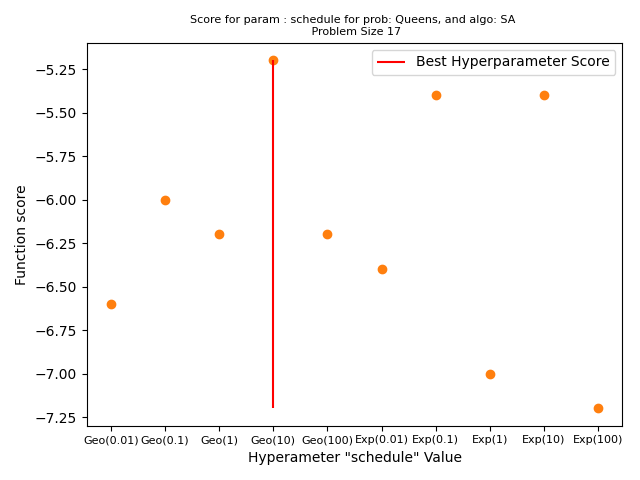 Score for param : schedule for prob: Queens, and algo: SA
Problem Size 17
Best Hyperparameter Score
Function score
−5.25
−5.50
−5.75
−6.00
−6.25
−6.50
−6.75
−7.00
−7.25
Geo(0.01) Geo(0.1) Geo(1) Geo(10) Geo(100) Exp(0.01) Exp(0.1) Exp(1) Exp(10) Exp(100)
Hyperameter "schedule" Value